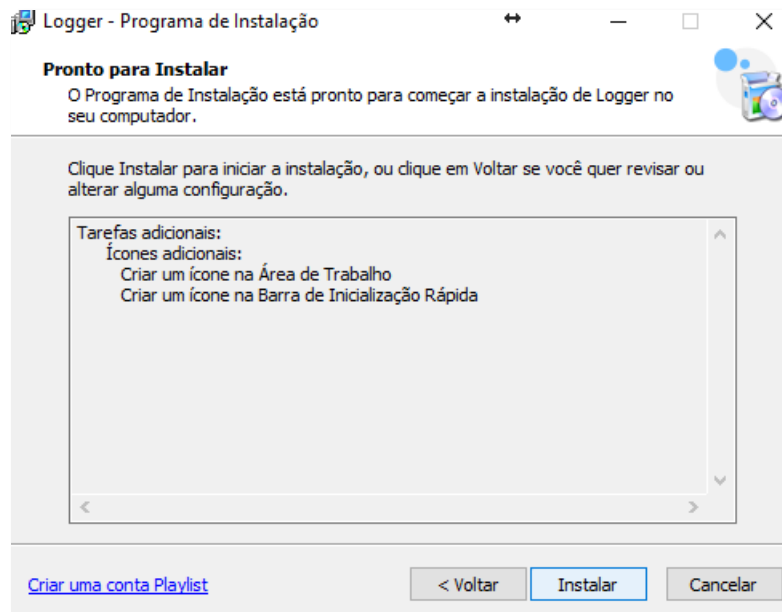 Logger - Programa de Instalação
Pronto para Instalar
O Programa de Instalação está pronto para começar a instalação de Logger no
seu computador.
Clique Instalar para iniciar a instalação, ou clique em Voltar se você quer revisar ou
alterar alguma configuração.
Tarefas adicionais:
Ícones adicionais:
Criar um ícone na Área de Trabalho
Criar um ícone na Barra de Inicialização Rápida
Criar uma conta Playlist
< Voltar
Instalar
Cancelar